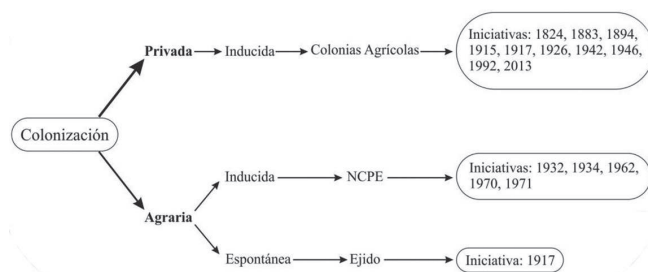 Privada
Inducida
Colonias Agrícolas
Iniciativas: 1824, 1883, 1894,
1915, 1917, 1926, 1942, 1946,
1992, 2013
Colonización
Agraria
Inducida
NCPE
Iniciativas: 1932, 1934, 1962,
1970, 1971
Espontánea
Ejido
Iniciativa: 1917